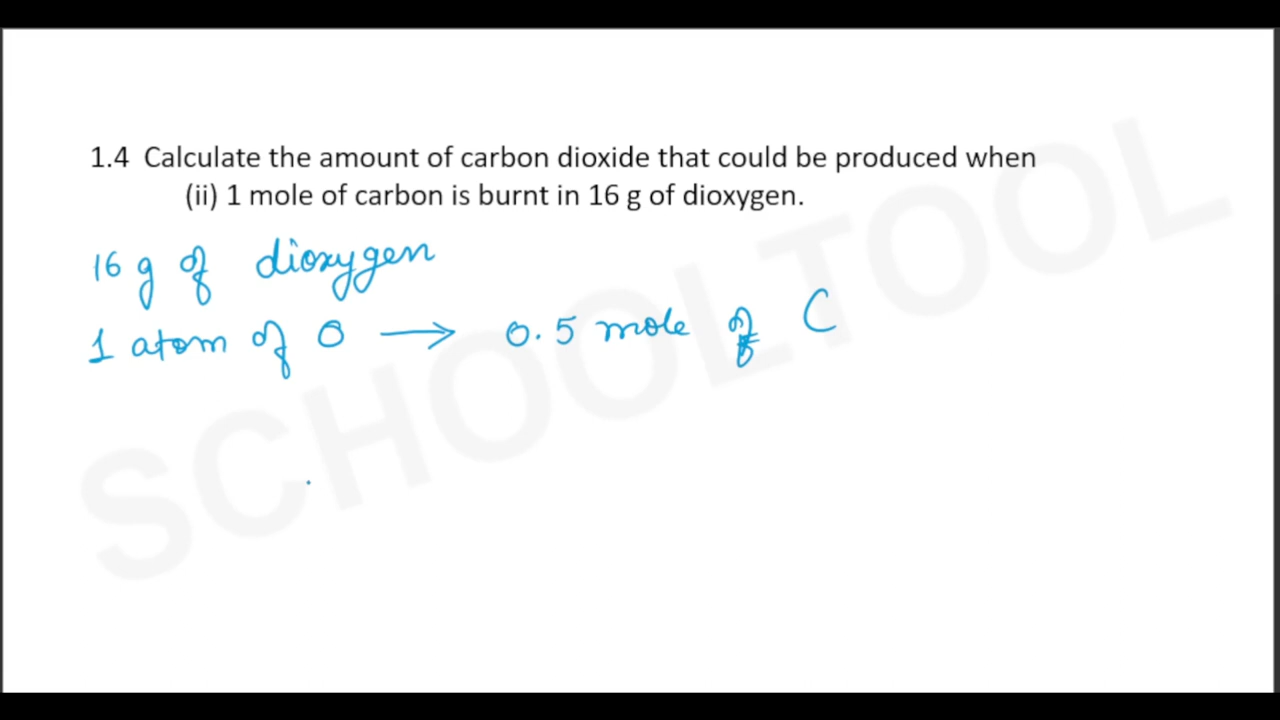 1.4 Calculate the amount of carbon dioxide that could be produced when
(ii) 1 mole of carbon is burnt in 16 g of dioxygen.
16 g of dioxygen
1 atom of O → 0.5 mole of C
SCHOOLTOOL